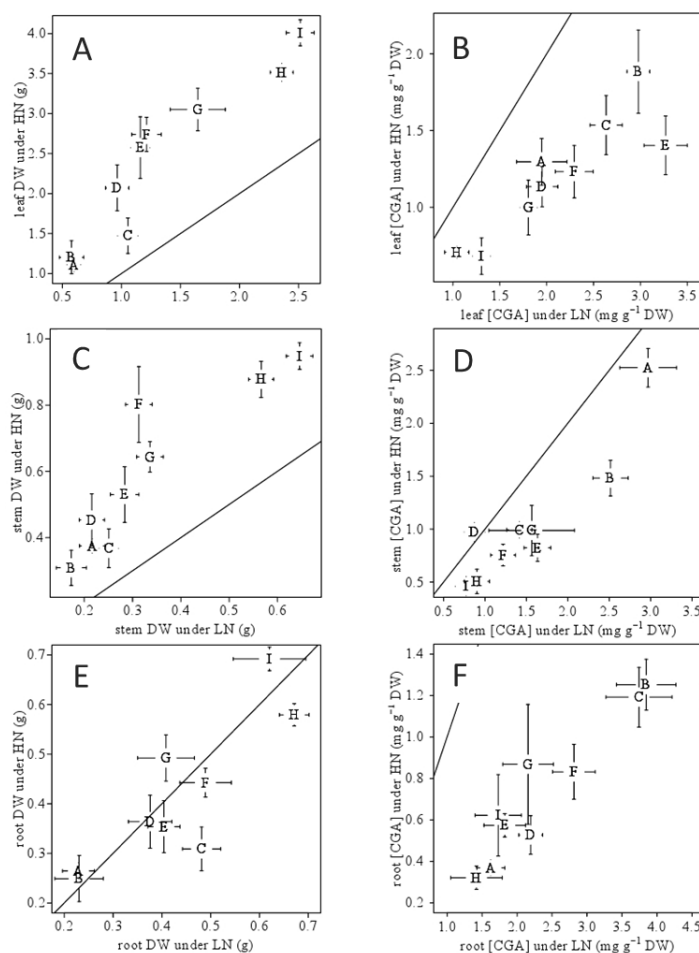 A
leaf DW under HN (g)
4.0
3.5
3.0
2.5
2.0
1.5
1.0
I
H
G
F
E
D
C
B
A
0.5 1.0 1.5 2.0 2.5
leaf DW under LN (g)
B
leaf [CGA] under HN (mg g⁻¹ DW)
2.0
1.5
1.0
B
C
E
A
F
D
G
H
I
1.0 1.5 2.0 2.5 3.0 3.5
leaf [CGA] under LN (mg g⁻¹ DW)
C
stem DW under HN (g)
1.0
0.8
0.6
0.4
I
H
F
G
E
D
A
C
B
0.2 0.3 0.4 0.5 0.6
stem DW under LN (g)
D
stem [CGA] under HN (mg g⁻¹ DW)
2.5
2.0
1.5
1.0
0.5
A
B
D
C
G
E
F
H
I
0.5 1.0 1.5 2.0 2.5 3.0 3.5
stem [CGA] under LN (mg g⁻¹ DW)
E
root DW under HN (g)
0.7
0.6
0.5
0.4
0.3
0.2
I
H
G
F
D
E
C
A
B
0.2 0.3 0.4 0.5 0.6 0.7
root DW under LN (g)
F
root [CGA] under HN (mg g⁻¹ DW)
1.4
1.2
1.0
0.8
0.6
0.4
0.2
B
C
G
F
I
E
D
A
H
1.0 1.5 2.0 2.5 3.0 3.5 4.0 4.5
root [CGA] under LN (mg g⁻¹ DW)